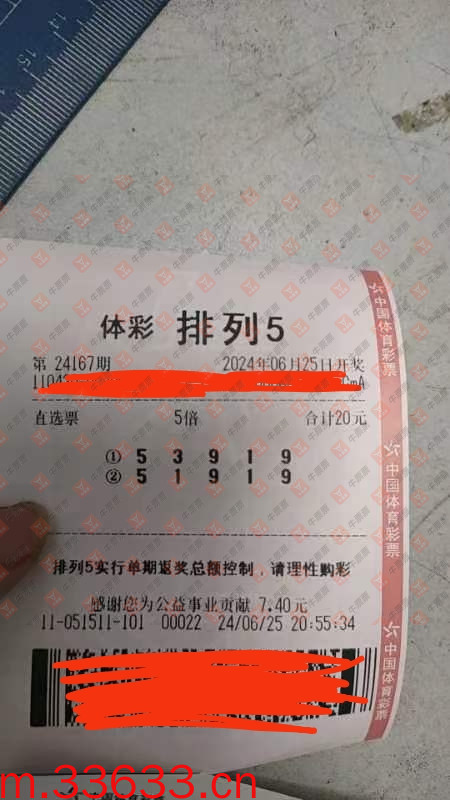 体彩 排列5
第 24167期 2024年06月25日开奖
直选票 5倍 合计20元
① 5 3 9 1 9
② 5 1 9 1 9
排列5实行单期返奖总额控制，请理性购彩
感谢您为公益事业贡献 7.40元
11-051511-101 00022 24/06/25 20:55:34
中国体育彩票
中国体育彩票
中国体育彩票
m.33633.cn